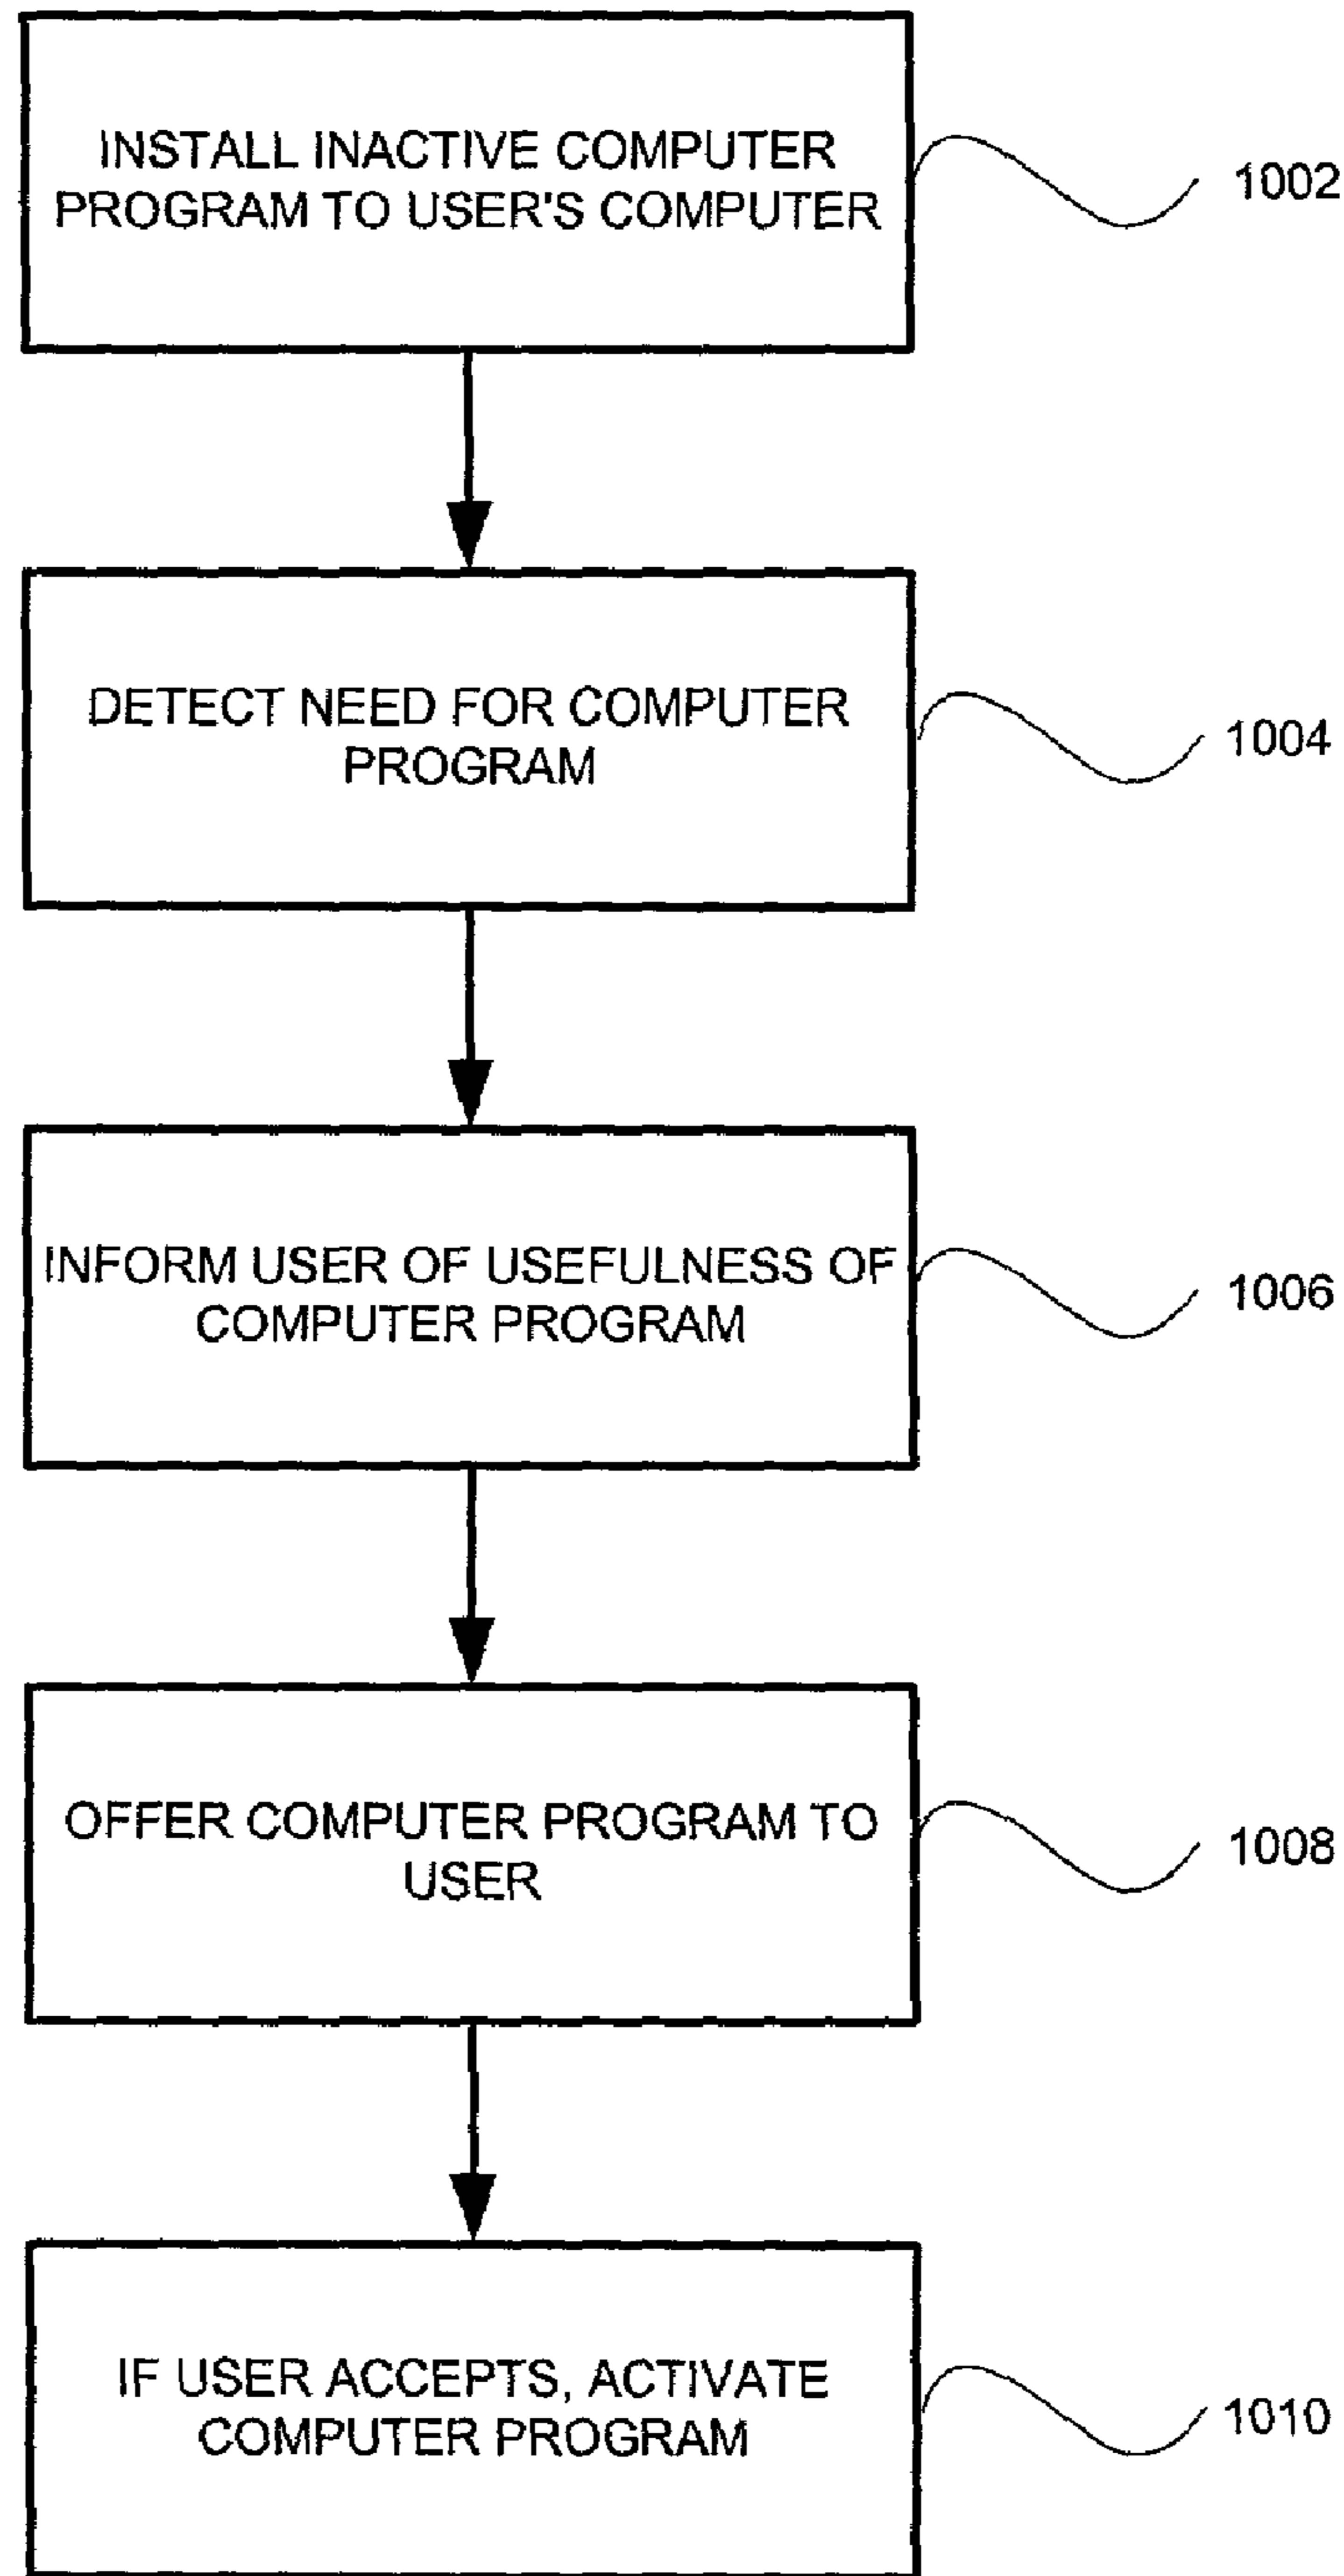 INSTALL INACTIVE COMPUTER
PROGRAM TO USER'S COMPUTER
1002
DETECT NEED FOR COMPUTER
PROGRAM
1004
INFORM USER OF USEFULNESS OF
COMPUTER PROGRAM
1006
OFFER COMPUTER PROGRAM TO
USER
1008
IF USER ACCEPTS, ACTIVATE
COMPUTER PROGRAM
1010